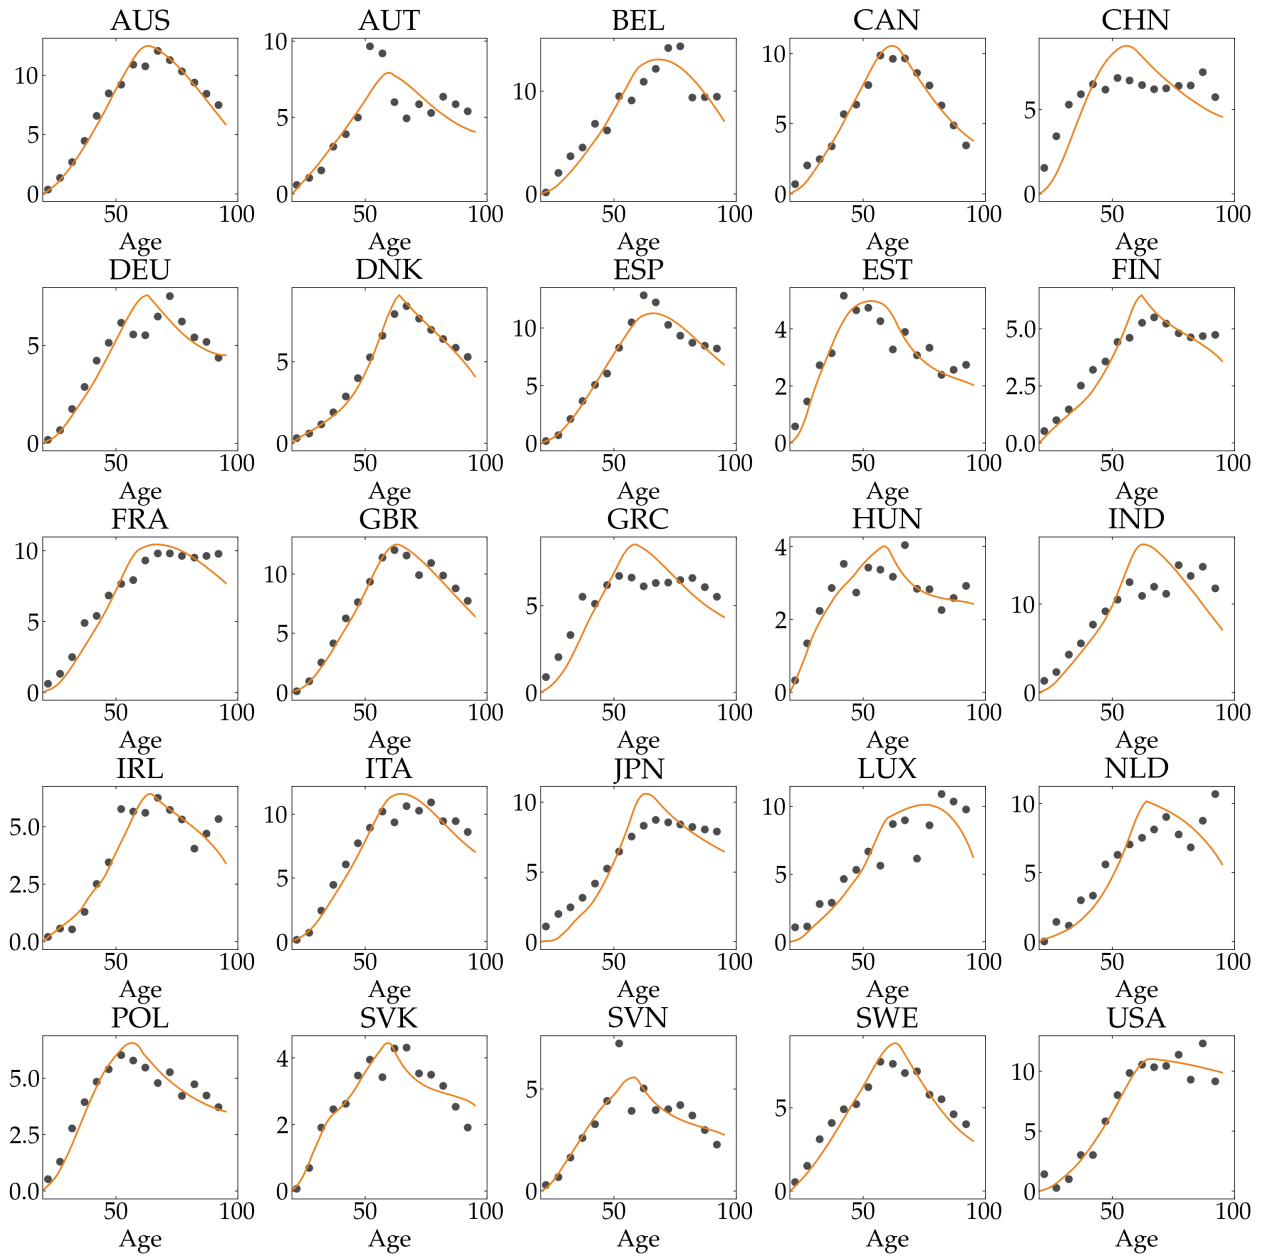 AUS AUT BEL CAN CHN
10 10 10 10 10
5 5 5 5
0 0 0 0 0
50 100 50 100 50 100 50 100 50 100
Age Age Age Age Age
DEU DNK ESP EST FIN
5 5 10 4 5.0
5 2 2.5
0 0 0 0 0.0
50 100 50 100 50 100 50 100 50 100
Age Age Age Age Age
FRA GBR GRC HUN IND
10 10 5 4 10
5 5 2
0 0 0 0 0
50 100 50 100 50 100 50 100 50 100
Age Age Age Age Age
IRL ITA JPN LUX NLD
5.0 10 10 10 10
2.5 5 5 5 5
0.0 0 0 0 0
50 100 50 100 50 100 50 100 50 100
Age Age Age Age Age
POL SVK SVN SWE USA
5.0 4 5 5 10
2.5 2 5
0.0 0 0 0 0
50 100 50 100 50 100 50 100 50 100
Age Age Age Age Age